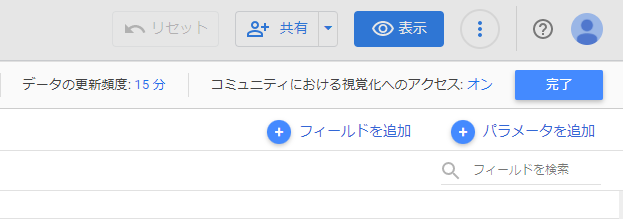 リセット 共有 表示
データの更新頻度: 15 分 コミュニティにおける視覚化へのアクセス: オン 完了
フィールドを追加 パラメータを追加
フィールドを検索